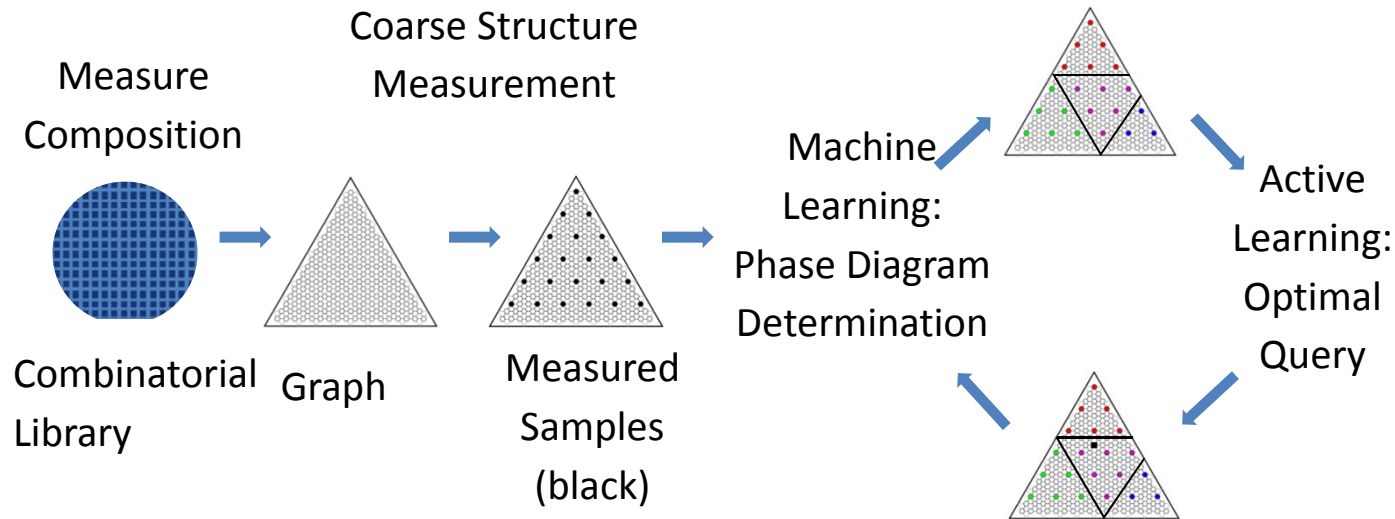 Measure
Composition
Combinatorial
Library
Graph
Coarse Structure
Measurement
Measured
Samples
(black)
Machine
Learning:
Phase Diagram
Determination
Active
Learning:
Optimal
Query